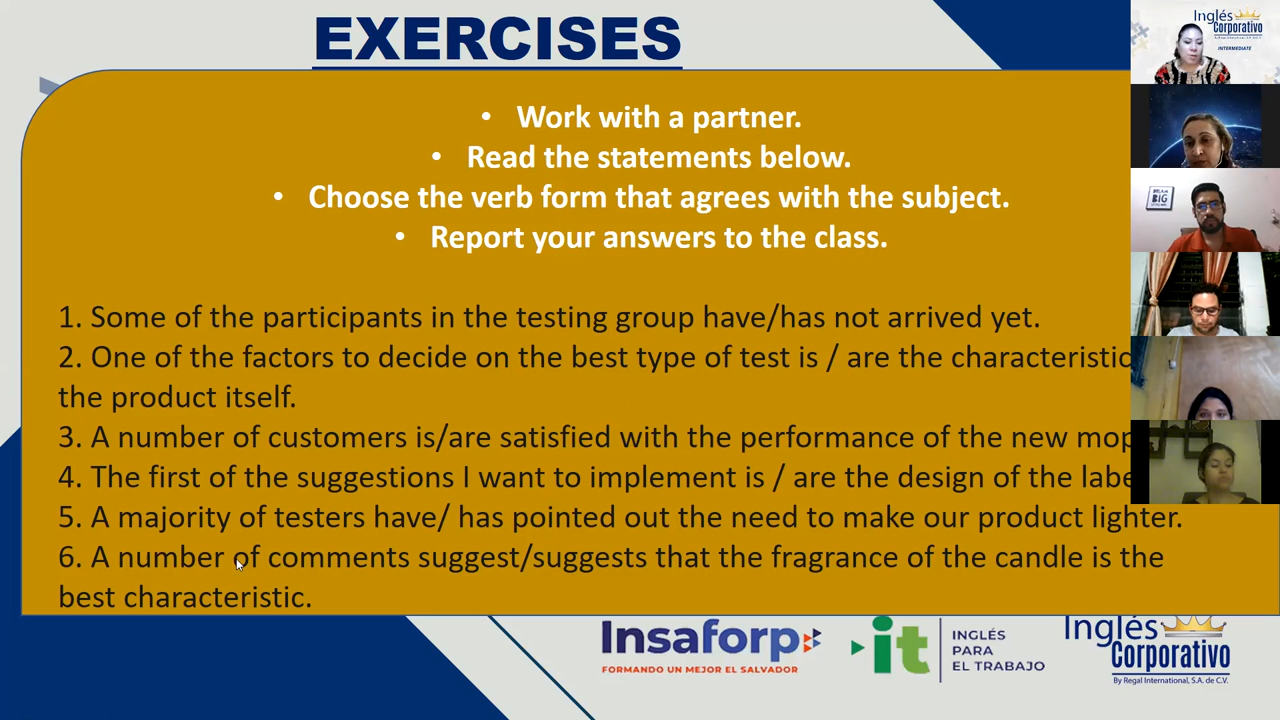 EXERCISES
• Work with a partner.
• Read the statements below.
• Choose the verb form that agrees with the subject.
• Report your answers to the class.
1. Some of the participants in the testing group have/has not arrived yet.
2. One of the factors to decide on the best type of test is / are the
the product itself.
3. A number of customers is/are satisfied with the performance of the new
4. The first of the suggestions I want to implement is / are the design of the
5. A majority of testers have/ has pointed out the need to make our product lighter.
6. A number of comments suggest/suggests that the fragrance of the candle is the
best characteristic.
Insaforp
FORMANDO UN MEJOR EL SALVADOR
it
INGLÉS
PARA
EL TRABAJO
Inglés
Corporativo
By Regal International, S.A. de C.V.
Inglés
Corporativo
INTERMEDIATE
BIG